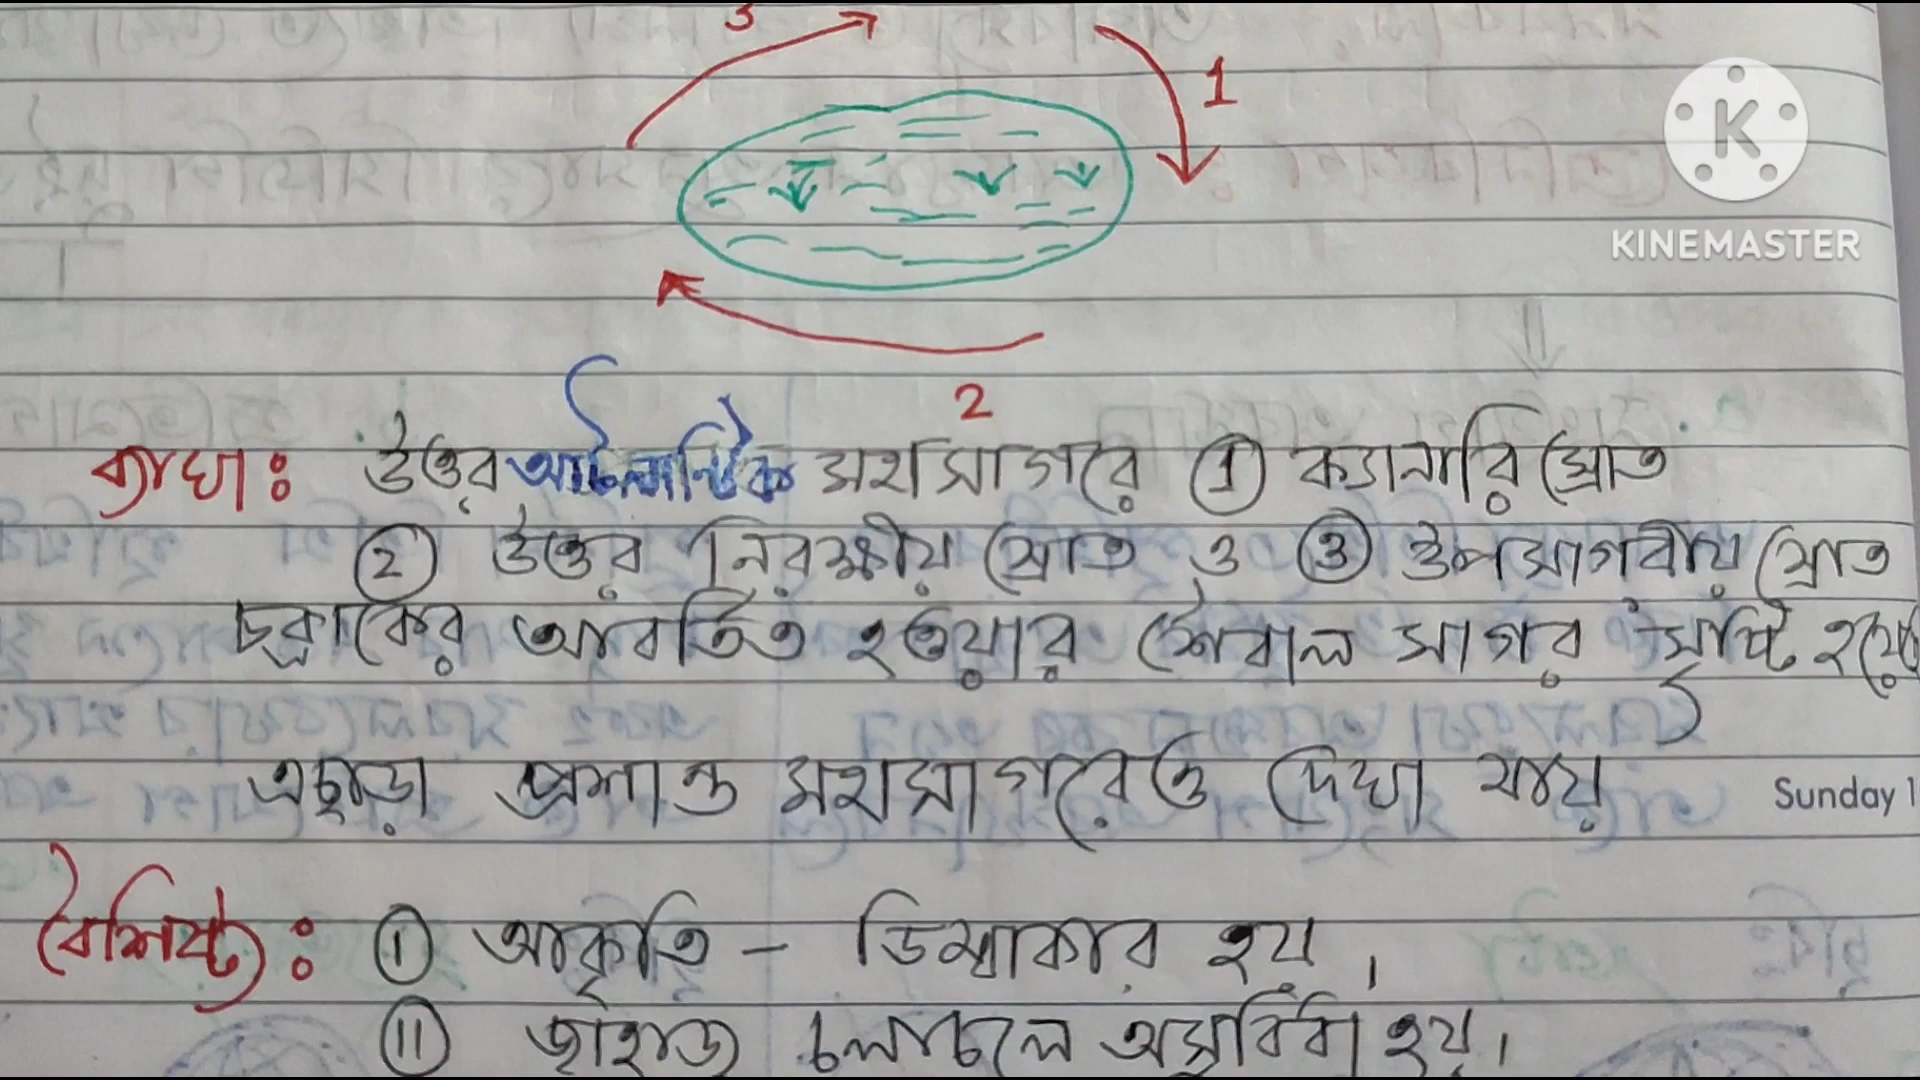 3
1
K
KINEMASTER
2
ব্যাখা : উত্তর আটলান্টিক মহাসাগরে ① ক্যানারি স্রোত
② উত্তর নিরক্ষীয় স্রোত ও ③ উপসাগরীয় স্রোত
চক্রাকের আবর্তিত হওয়ার শৈবাল সাগর সৃষ্টি হয়ে
এছাড়া প্রশান্ত মহাসাগরেও দেখা যায়
Sunday 1
বৈশিষ্ট্য : ⓘ আকৃতি - ডিম্বাকার হয়।
ⓘⓘ জাহাজ চলাচলে অসুবিধা হয়।